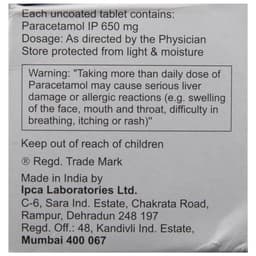 Each uncoated tablet contains:
Paracetamol IP 650 mg
Dosage: As directed by the Physician
Store protected from light & moisture
Warning: "Taking more than daily dose of
Paracetamol may cause serious liver
damage or allergic reactions (e.g. swelling
of the face, mouth and throat, difficulty in
breathing, itching or rash)"
Keep out of reach of children
® Regd. Trade Mark
Made in India by
Ipca Laboratories Ltd.
C-6, Sara Ind. Estate, Chakrata Road,
Rampur, Dehradun 248 197
Regd. Off.: 48, Kandivli Ind. Estate,
Mumbai 400 067